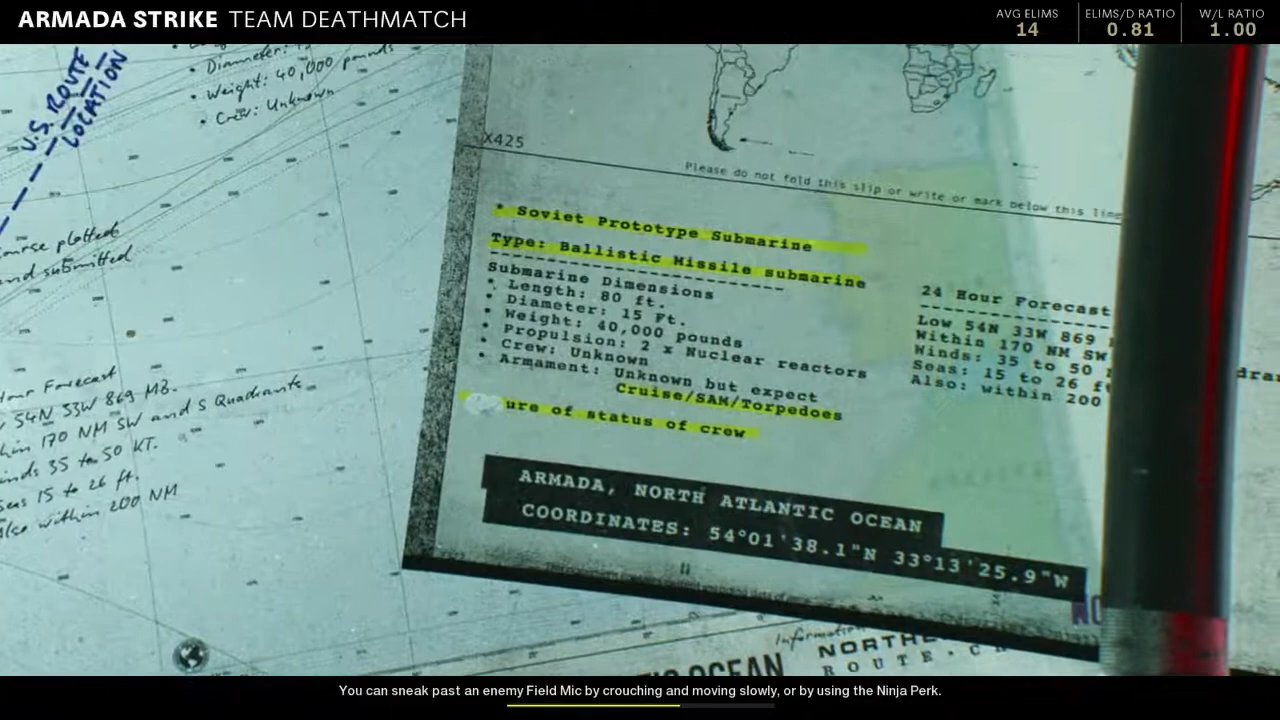 ARMADA STRIKE TEAM DEATHMATCH
AVG ELIMS
14
ELIMS/D RATIO
0.81
W/L RATIO
1.00
U.S. ROUTE
LOCATION
Diameter:
• Weight: 40,000 pounds
• Crew: Unknown
plotted
and submitted
Forecast
54N 33W 869 MB.
170 NM SW and S Quadrants
35 to 50 KT.
15 to 26 ft.
within 200 NM
X425
Please do not fold this slip or write or mark below this line
* Soviet Prototype Submarine
Type: Ballistic Missile submarine
Submarine Dimensions
• Length: 80 ft.
• Diameter: 15 Ft.
• Weight: 40,000 pounds
• Propulsion: 2 x Nuclear reactors
• Crew: Unknown
• Armament: Unknown but expect
Cruise/SAM/Torpedoes
ure of status of crew
24 Hour Forecast
Low 54N 33W 869
Within 170 NM SW
Winds: 35 to 50
Seas: 15 to 26 f
Also: within 200
ARMADA, NORTH ATLANTIC OCEAN
COORDINATES: 54°01'38.1"N 33°13'25.9"W
OCEAN
ROUTE
You can sneak past an enemy Field Mic by crouching and moving slowly, or by using the Ninja Perk.